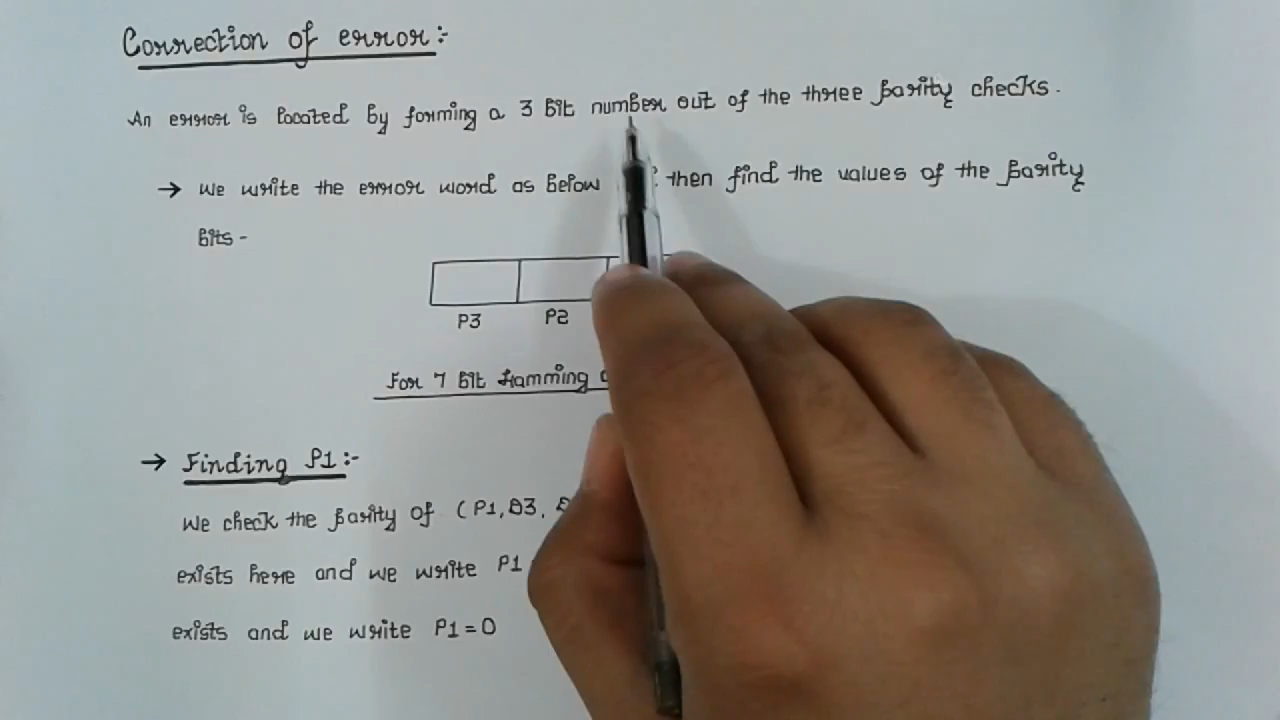 Correction of error:-
An error is located by forming a 3 bit number out of the three parity checks.
→ We write the error word as below then find the values of the parity
bits-
P3 P2
For 7 bit Hamming
→ Finding P1:-
We check the parity of (P1, D3,
exists here and we write P1
exists and we write P1=0